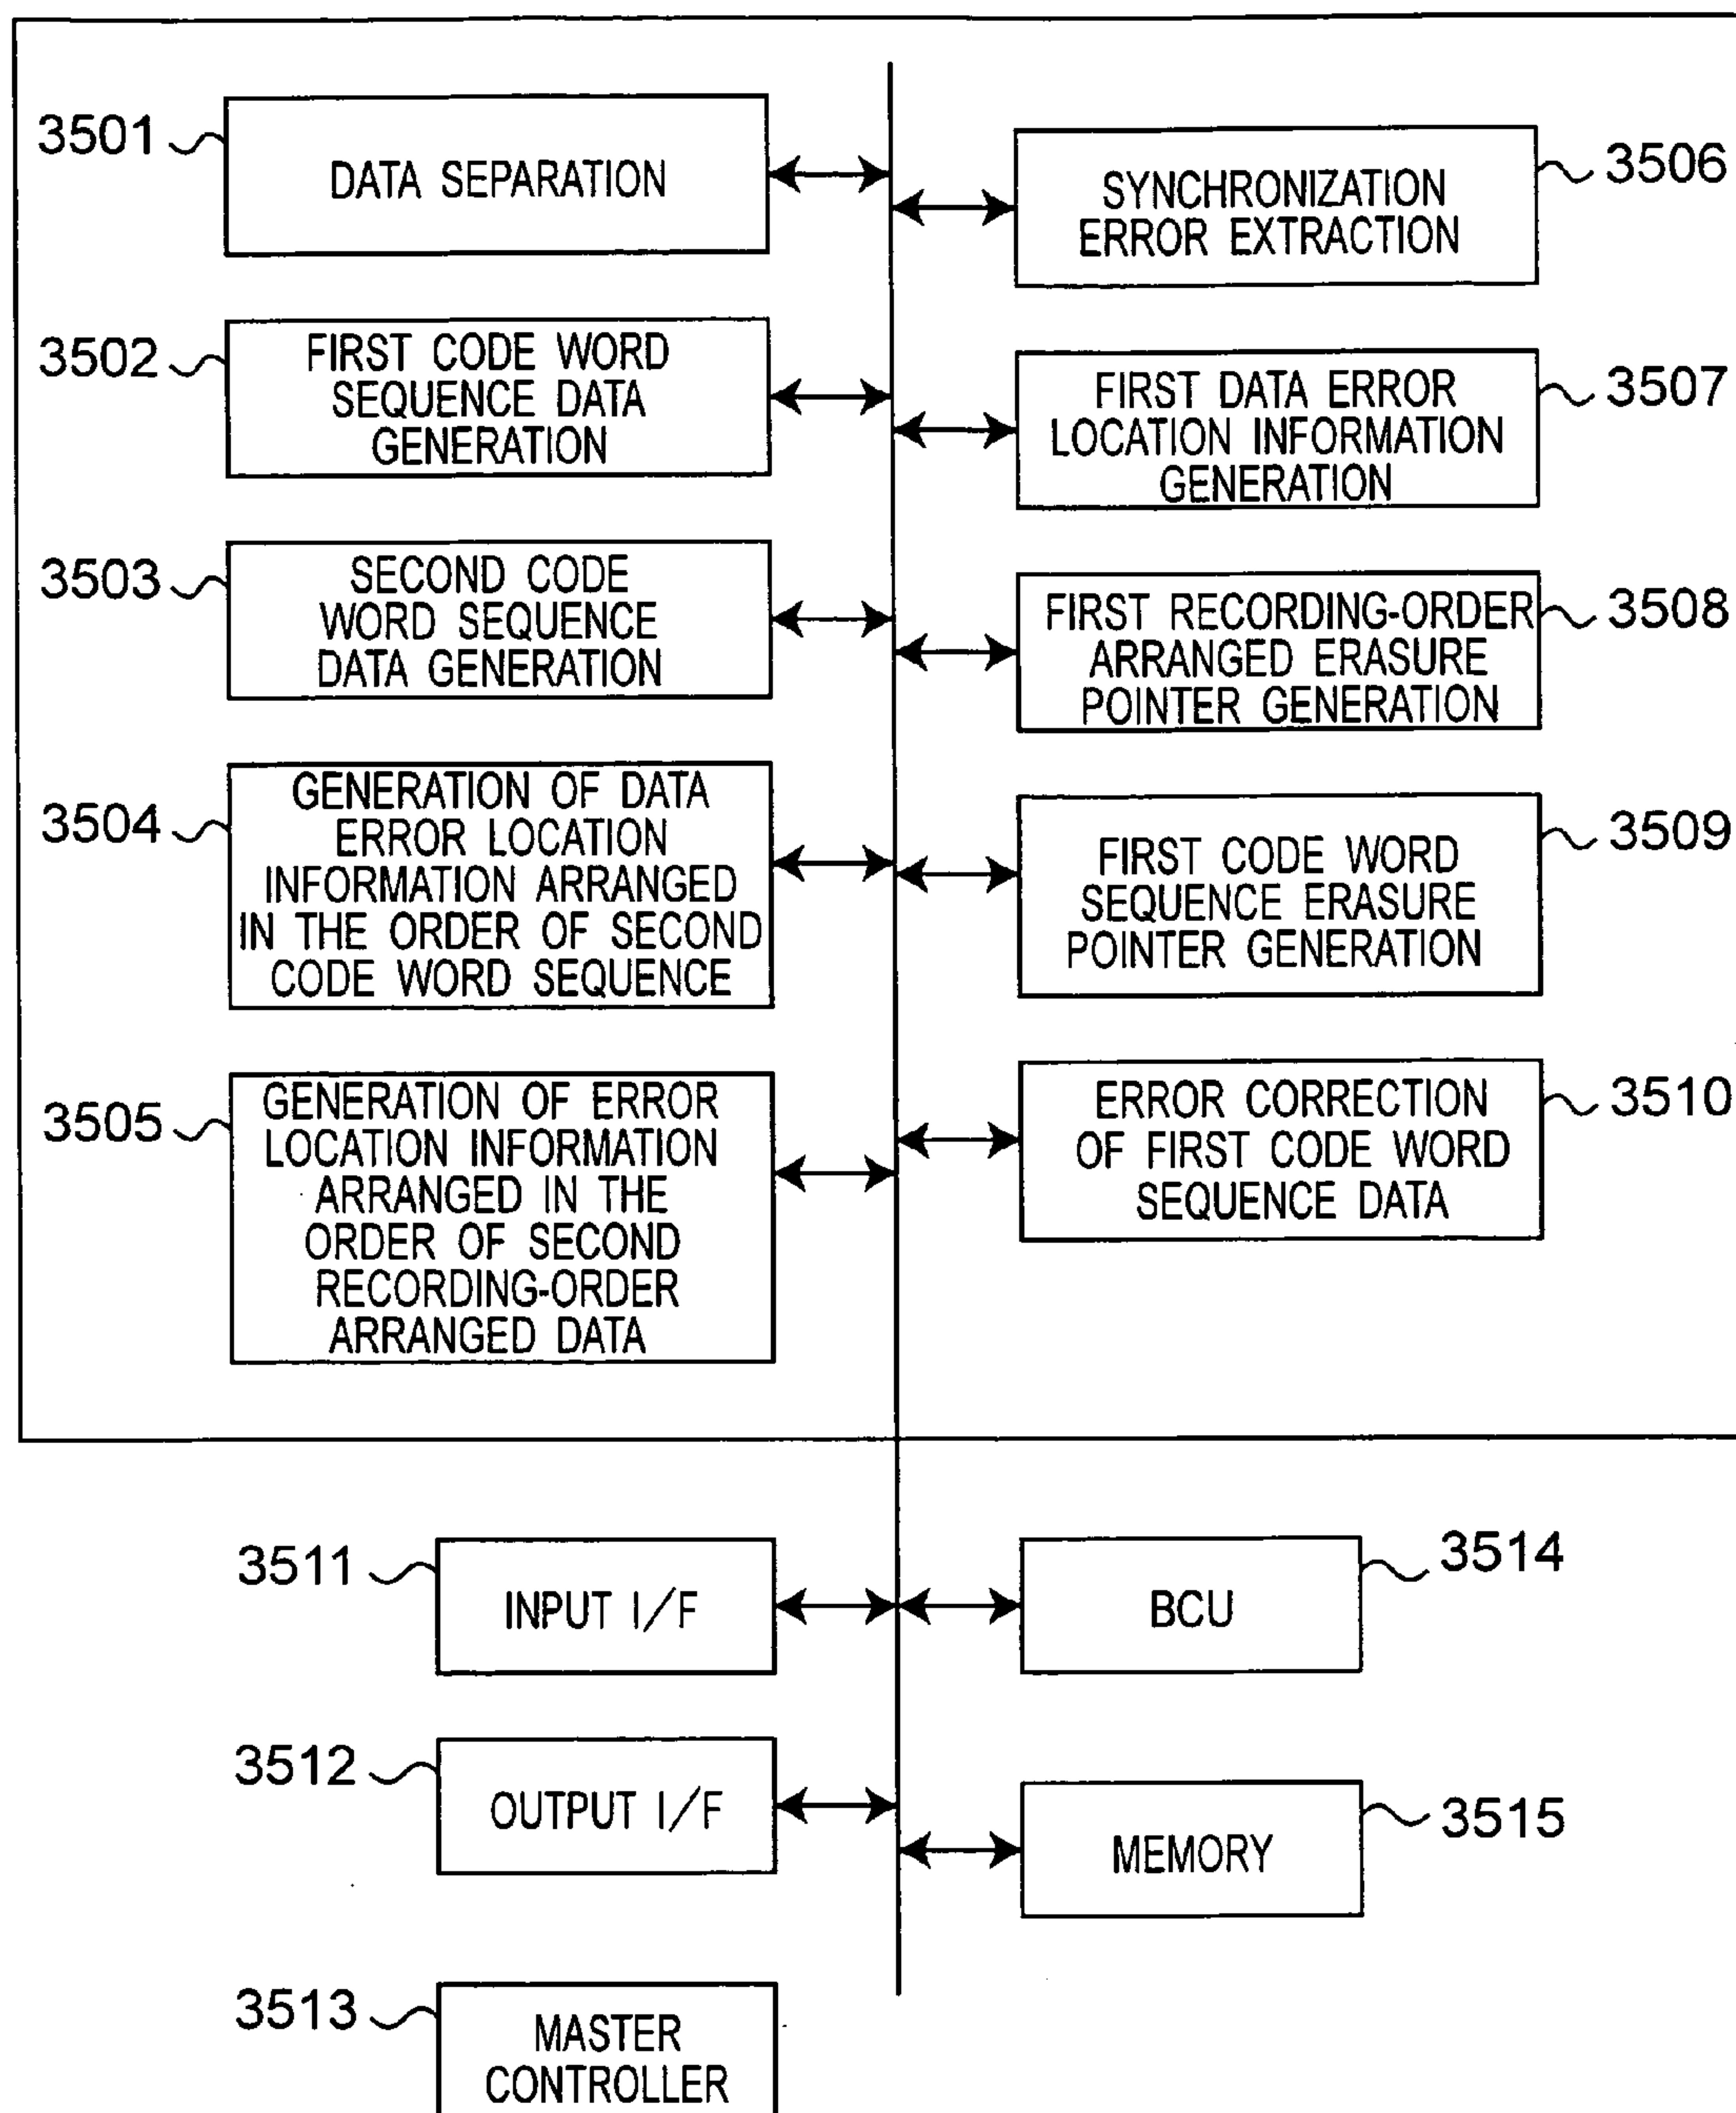 3501
DATA SEPARATION
3502
FIRST CODE WORD
SEQUENCE DATA
GENERATION
3503
SECOND CODE
WORD SEQUENCE
DATA GENERATION
3504
GENERATION OF DATA
ERROR LOCATION
INFORMATION ARRANGED
IN THE ORDER OF SECOND
CODE WORD SEQUENCE
3505
GENERATION OF ERROR
LOCATION INFORMATION
ARRANGED IN THE
ORDER OF SECOND
RECORDING-ORDER
ARRANGED DATA
3506
SYNCHRONIZATION
ERROR EXTRACTION
3507
FIRST DATA ERROR
LOCATION INFORMATION
GENERATION
3508
FIRST RECORDING-ORDER
ARRANGED ERASURE
POINTER GENERATION
3509
FIRST CODE WORD
SEQUENCE ERASURE
POINTER GENERATION
3510
ERROR CORRECTION
OF FIRST CODE WORD
SEQUENCE DATA
3511
INPUT I/F
3512
OUTPUT I/F
3513
MASTER
CONTROLLER
3514
BCU
3515
MEMORY